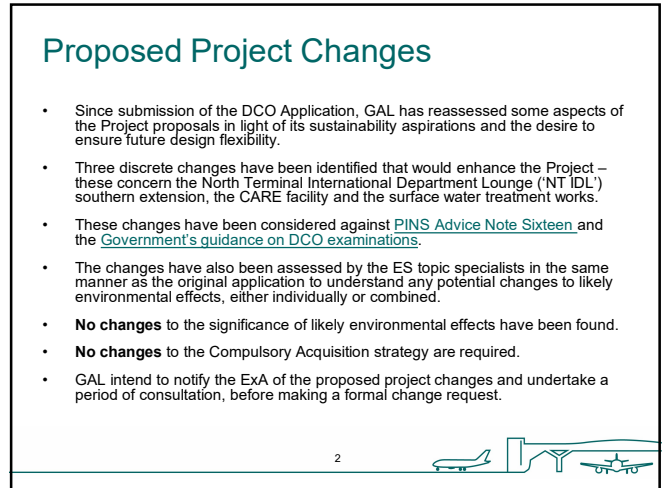 Proposed Project Changes
• Since submission of the DCO Application, GAL has reassessed some aspects of
the Project proposals in light of its sustainability aspirations and the desire to
ensure future design flexibility.
• Three discrete changes have been identified that would enhance the Project –
these concern the North Terminal International Department Lounge (‘NT IDL’)
southern extension, the CARE facility and the surface water treatment works.
• These changes have been considered against PINS Advice Note Sixteen and
the Government’s guidance on DCO examinations.
• The changes have also been assessed by the ES topic specialists in the same
manner as the original application to understand any potential changes to likely
environmental effects, either individually or combined.
• No changes to the significance of likely environmental effects have been found.
• No changes to the Compulsory Acquisition strategy are required.
• GAL intend to notify the ExA of the proposed project changes and undertake a
period of consultation, before making a formal change request.
2